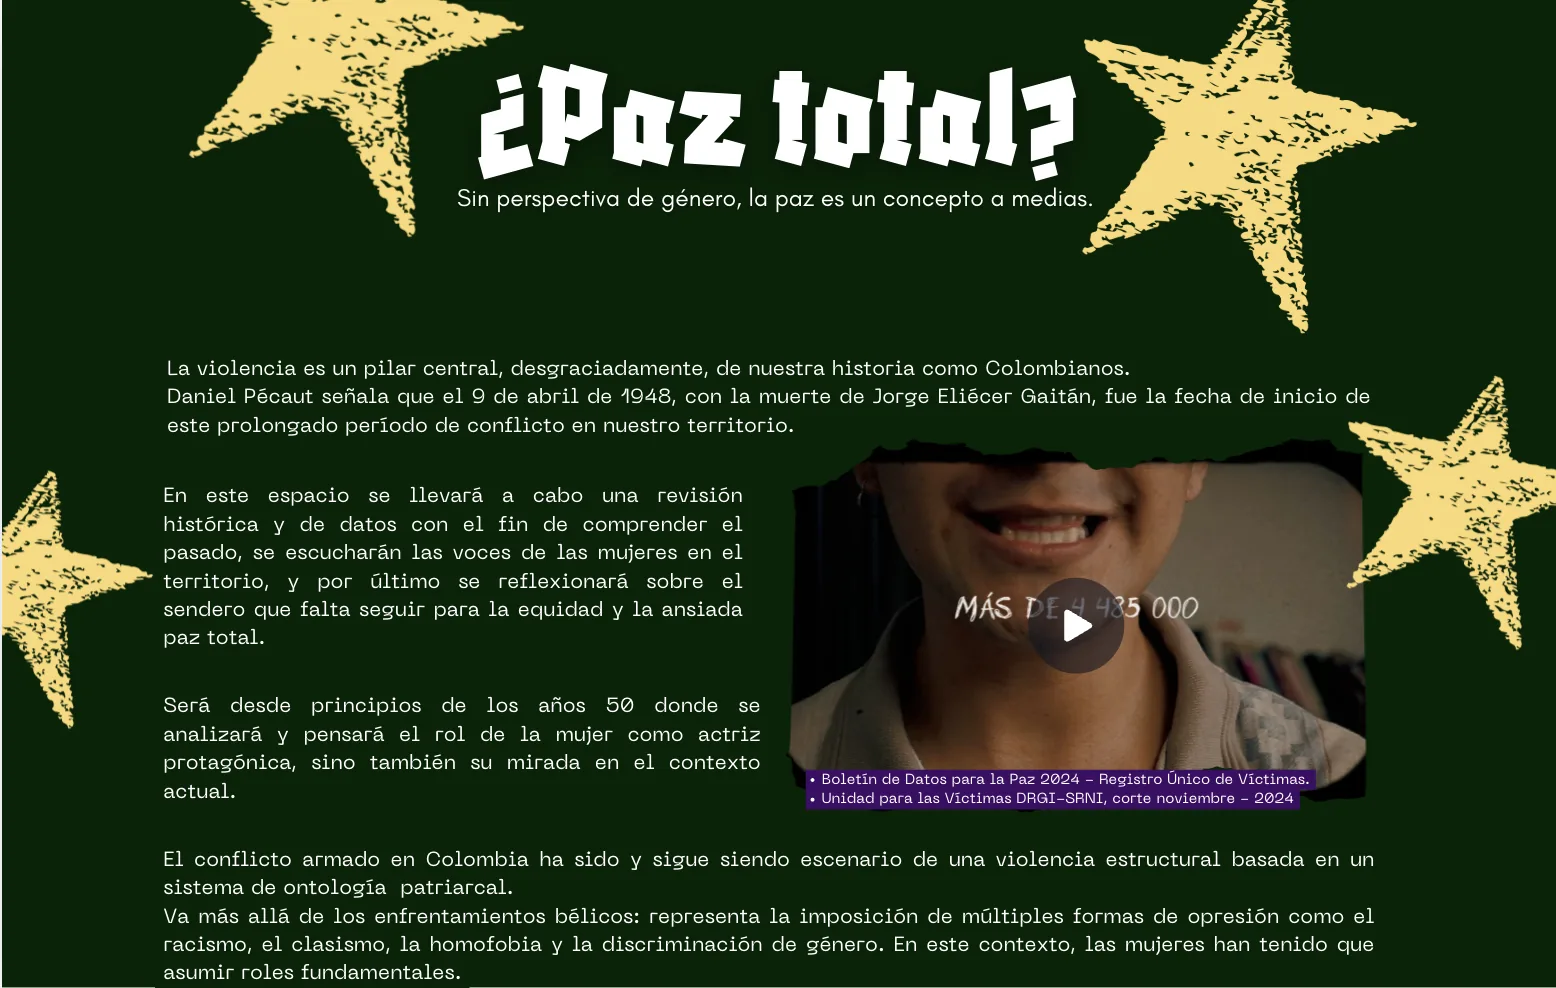 ¿Paz total?
Sin perspectiva de género, la paz es un concepto a medias.
La violencia es un pilar central, desgraciadamente, de nuestra historia como Colombianos.
Daniel Pécaut señala que el 9 de abril de 1948, con la muerte de Jorge Eliécer Gaitán, fue la fecha de inicio de
este prolongado período de conflicto en nuestro territorio.
En este espacio se llevará a cabo una revisión
histórica y de datos con el fin de comprender el
pasado, se escucharán las voces de las mujeres en el
territorio, y por último se reflexionará sobre el
sendero que falta seguir para la equidad y la ansiada
paz total.
MÁS DE 4 485 000
Será desde principios de los años 50 donde se
analizará y pensará el rol de la mujer como actriz
protagónica, sino también su mirada en el contexto
actual.
• Boletín de Datos para la Paz 2024 - Registro Único de Víctimas.
• Unidad para las Víctimas DRGI-SRNI, corte noviembre - 2024
El conflicto armado en Colombia ha sido y sigue siendo escenario de una violencia estructural basada en un
sistema de ontología patriarcal.
Va más allá de los enfrentamientos bélicos: representa la imposición de múltiples formas de opresión como el
racismo, el clasismo, la homofobia y la discriminación de género. En este contexto, las mujeres han tenido que
asumir roles fundamentales.